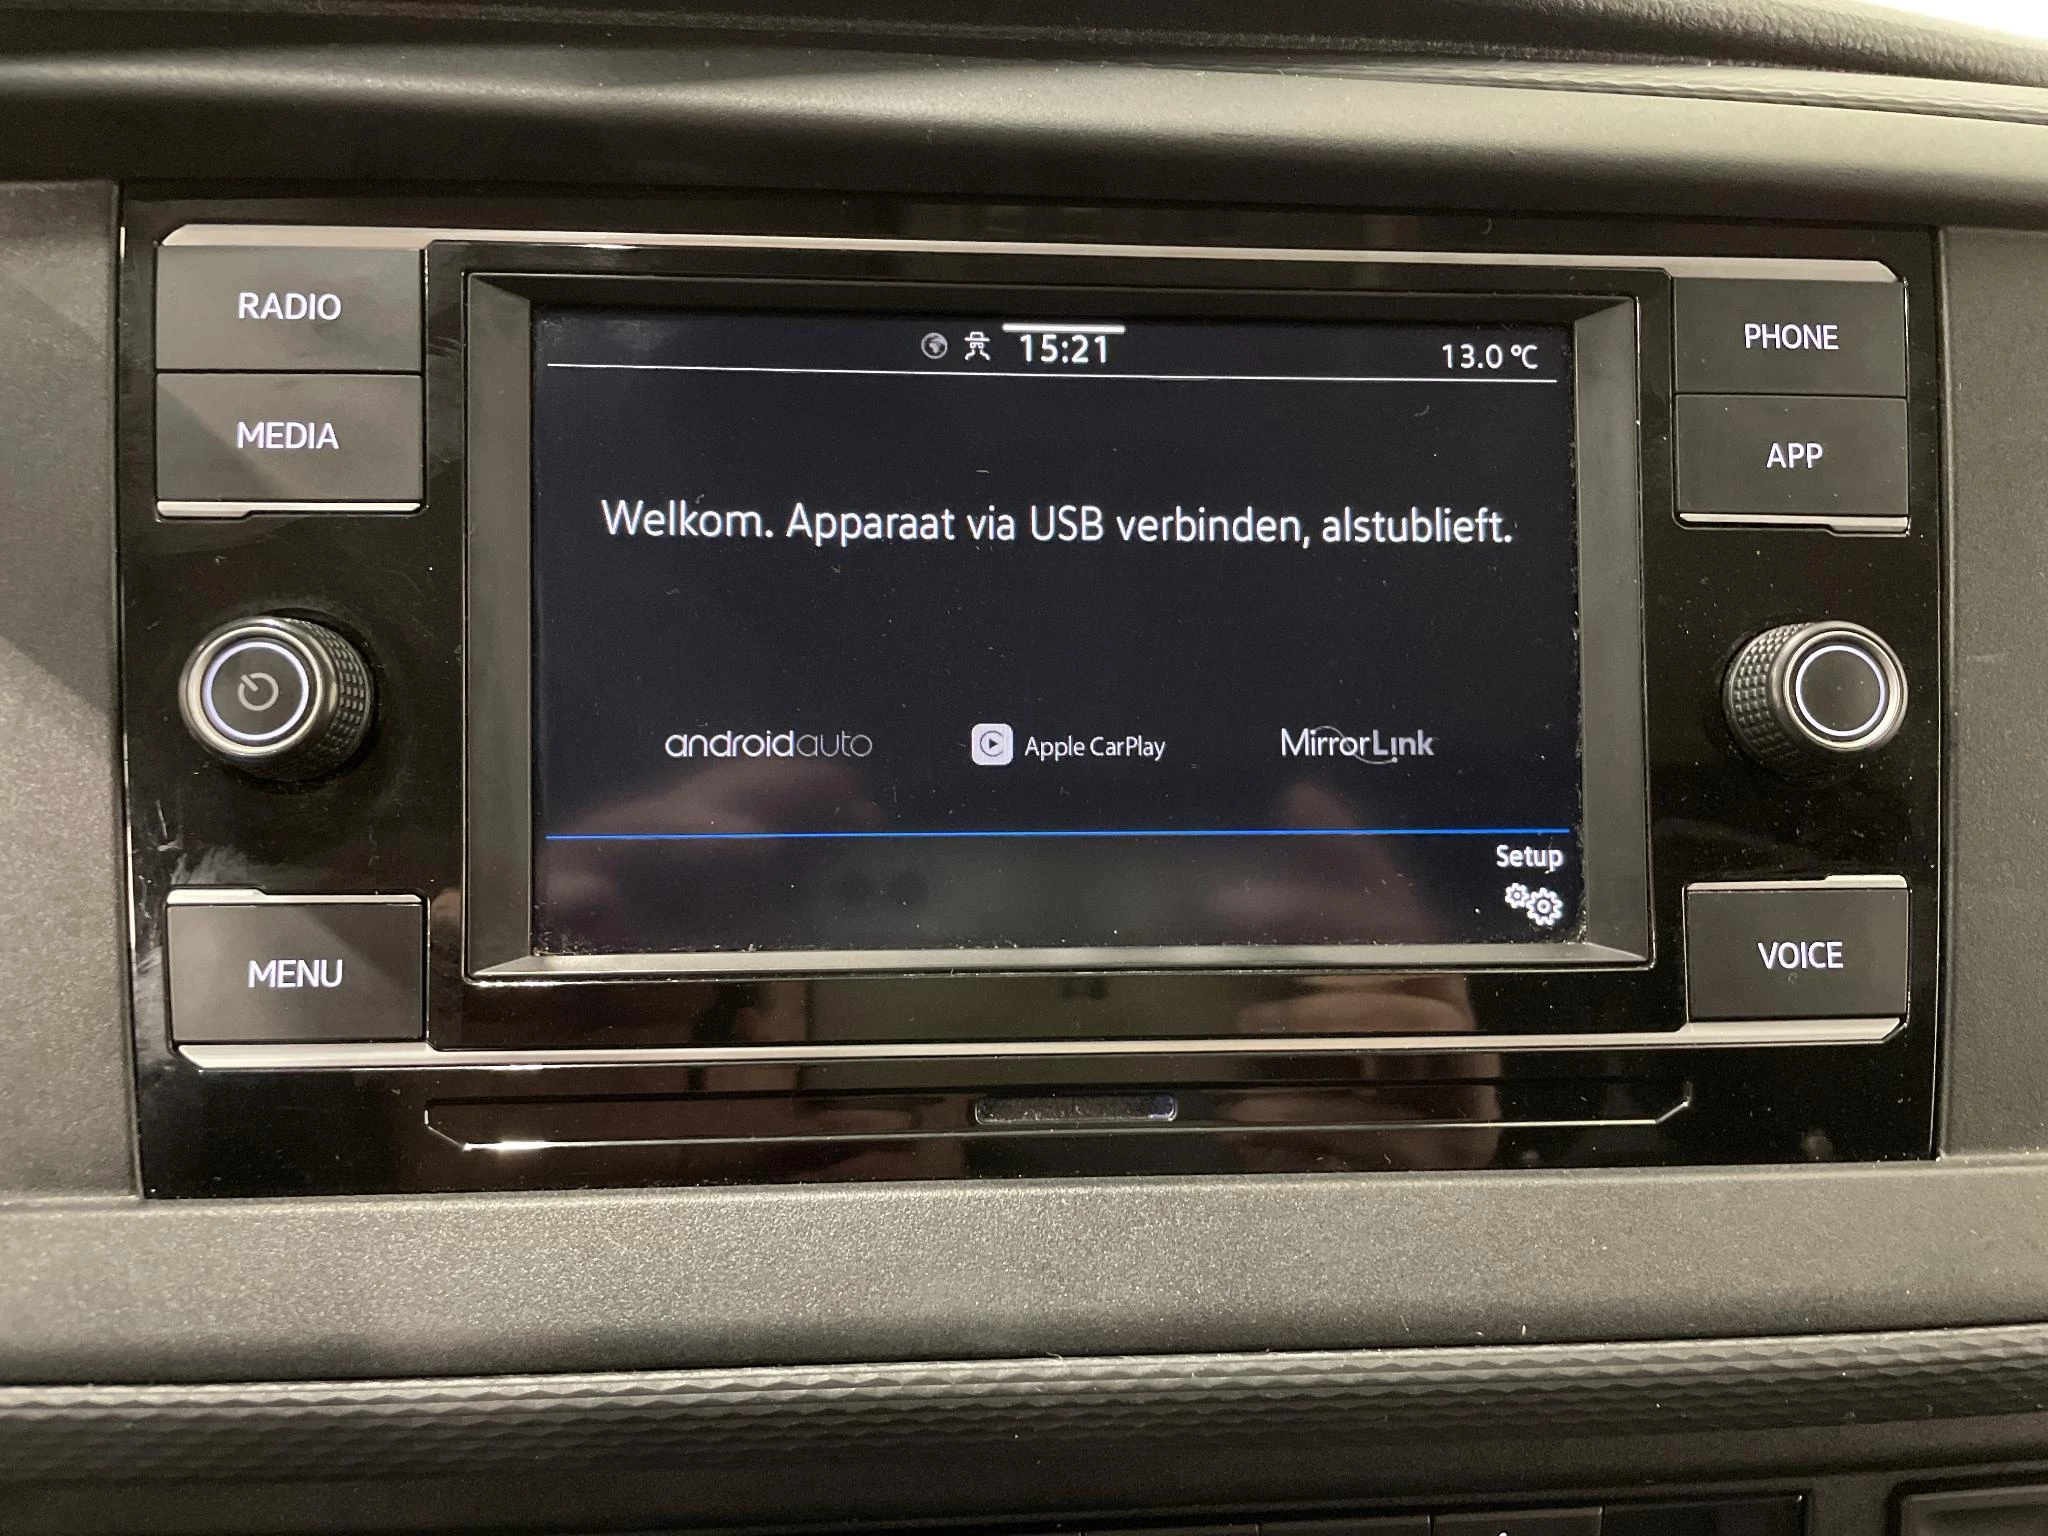 RADIO
MEDIA
MENU
15:21
13.0 °C
Welkom. Apparaat via USB verbinden, alstublieft.
androidauto
Apple CarPlay
MirrorLink
Setup
PHONE
APP
VOICE